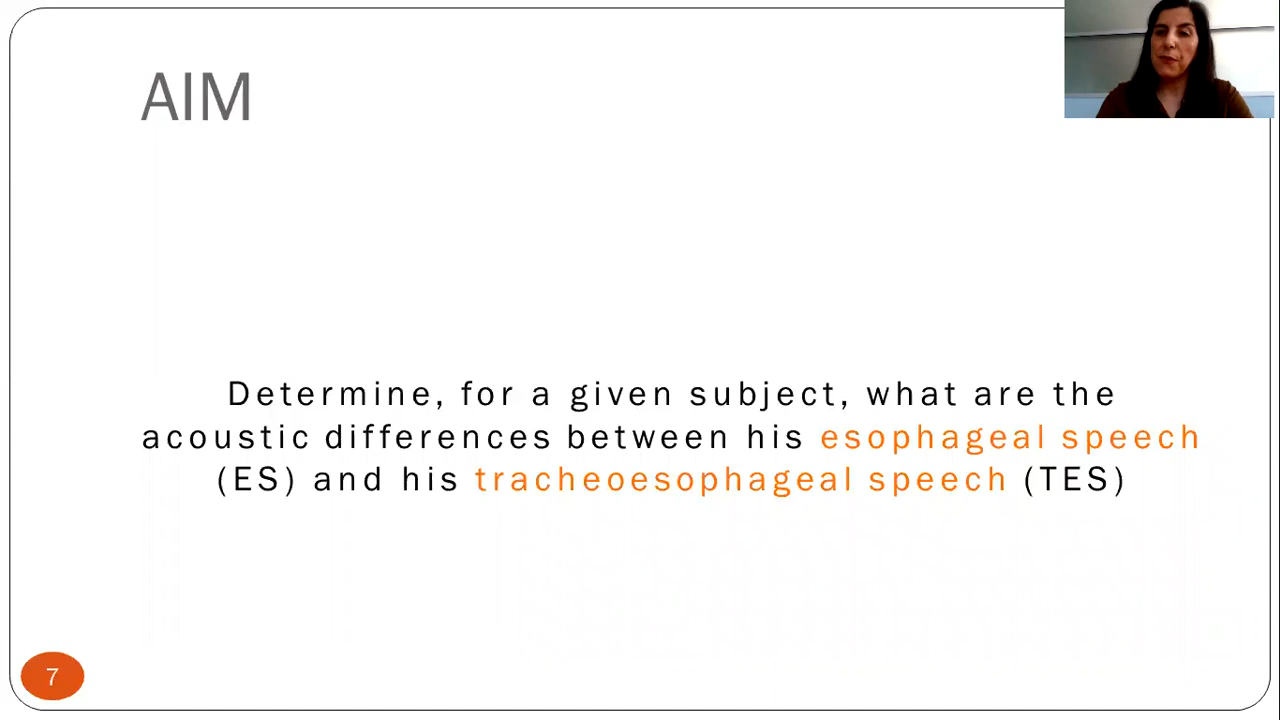 AIM
Determine, for a given subject, what are the
acoustic differences between his esophageal speech
(ES) and his tracheoesophageal speech (TES)
7